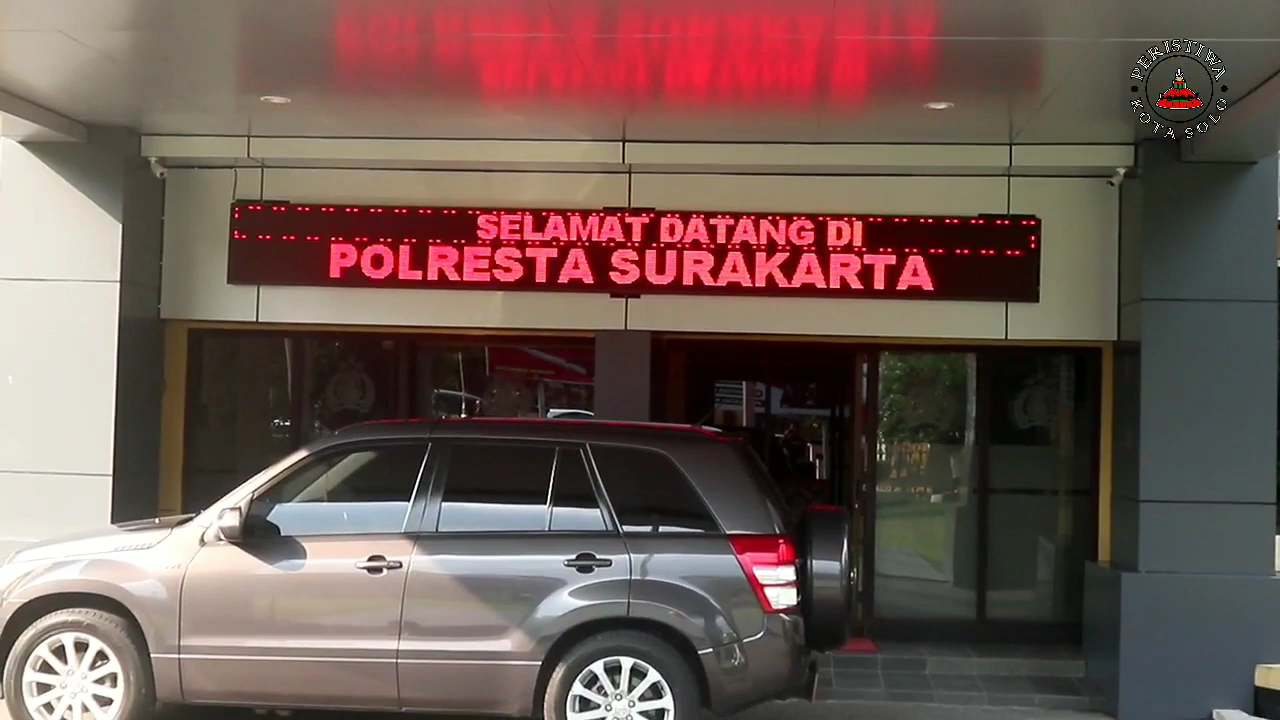 PERISTIWA
KOTA SOLO
SELAMAT DATANG DI
POLRESTA SURAKARTA